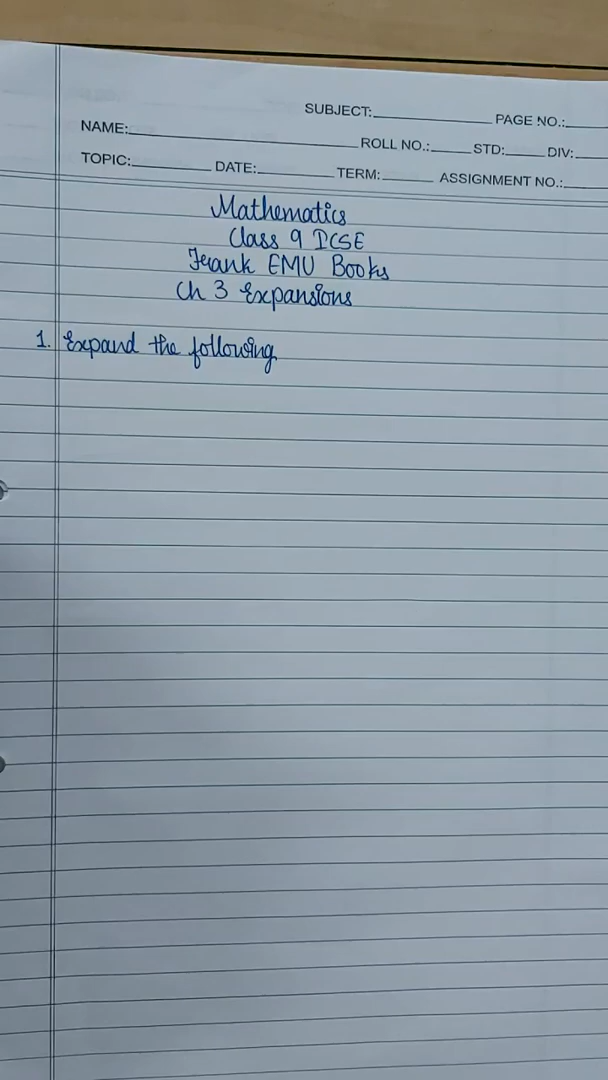 SUBJECT:
PAGE NO.:
NAME:
ROLL NO.:
STD:
DIV:
TOPIC:
DATE:
TERM:
ASSIGNMENT NO.:
Mathematics
Class 9 ICSE
Frank EMU Books
Ch 3 Expansions
1. Expand the following